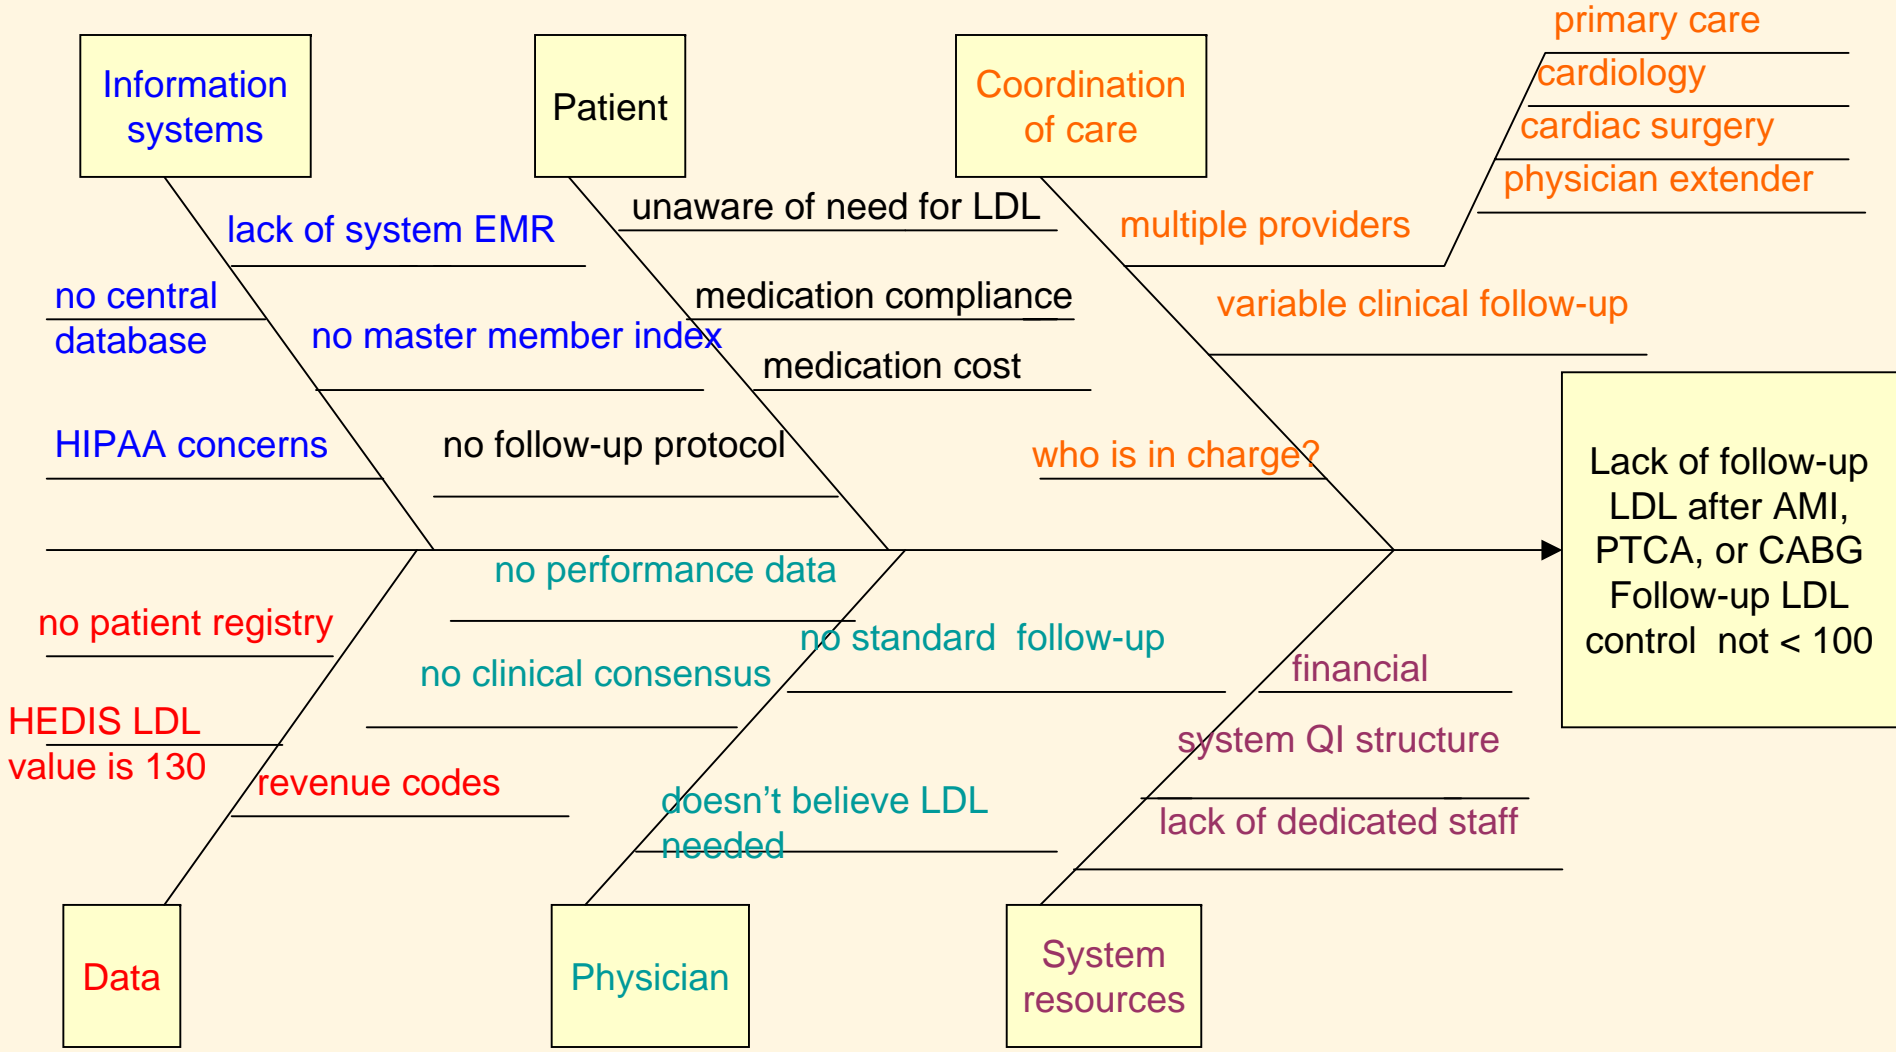 primary care
Information
systems
Patient
Coordination
of care
cardiology
cardiac surgery
physician extender
unaware of need for LDL
lack of system EMR
multiple providers
no central
database
medication compliance
variable clinical follow-up
no master member index
medication cost
HIPAA concerns
no follow-up protocol
who is in charge?
Lack of follow-up
LDL after AMI,
PTCA, or CABG
Follow-up LDL
control not < 100
no performance data
no patient registry
no standard follow-up
no clinical consensus
financial
HEDIS LDL
value is 130
system QI structure
revenue codes
doesn’t believe LDL
needed
lack of dedicated staff
Data
Physician
System
resources